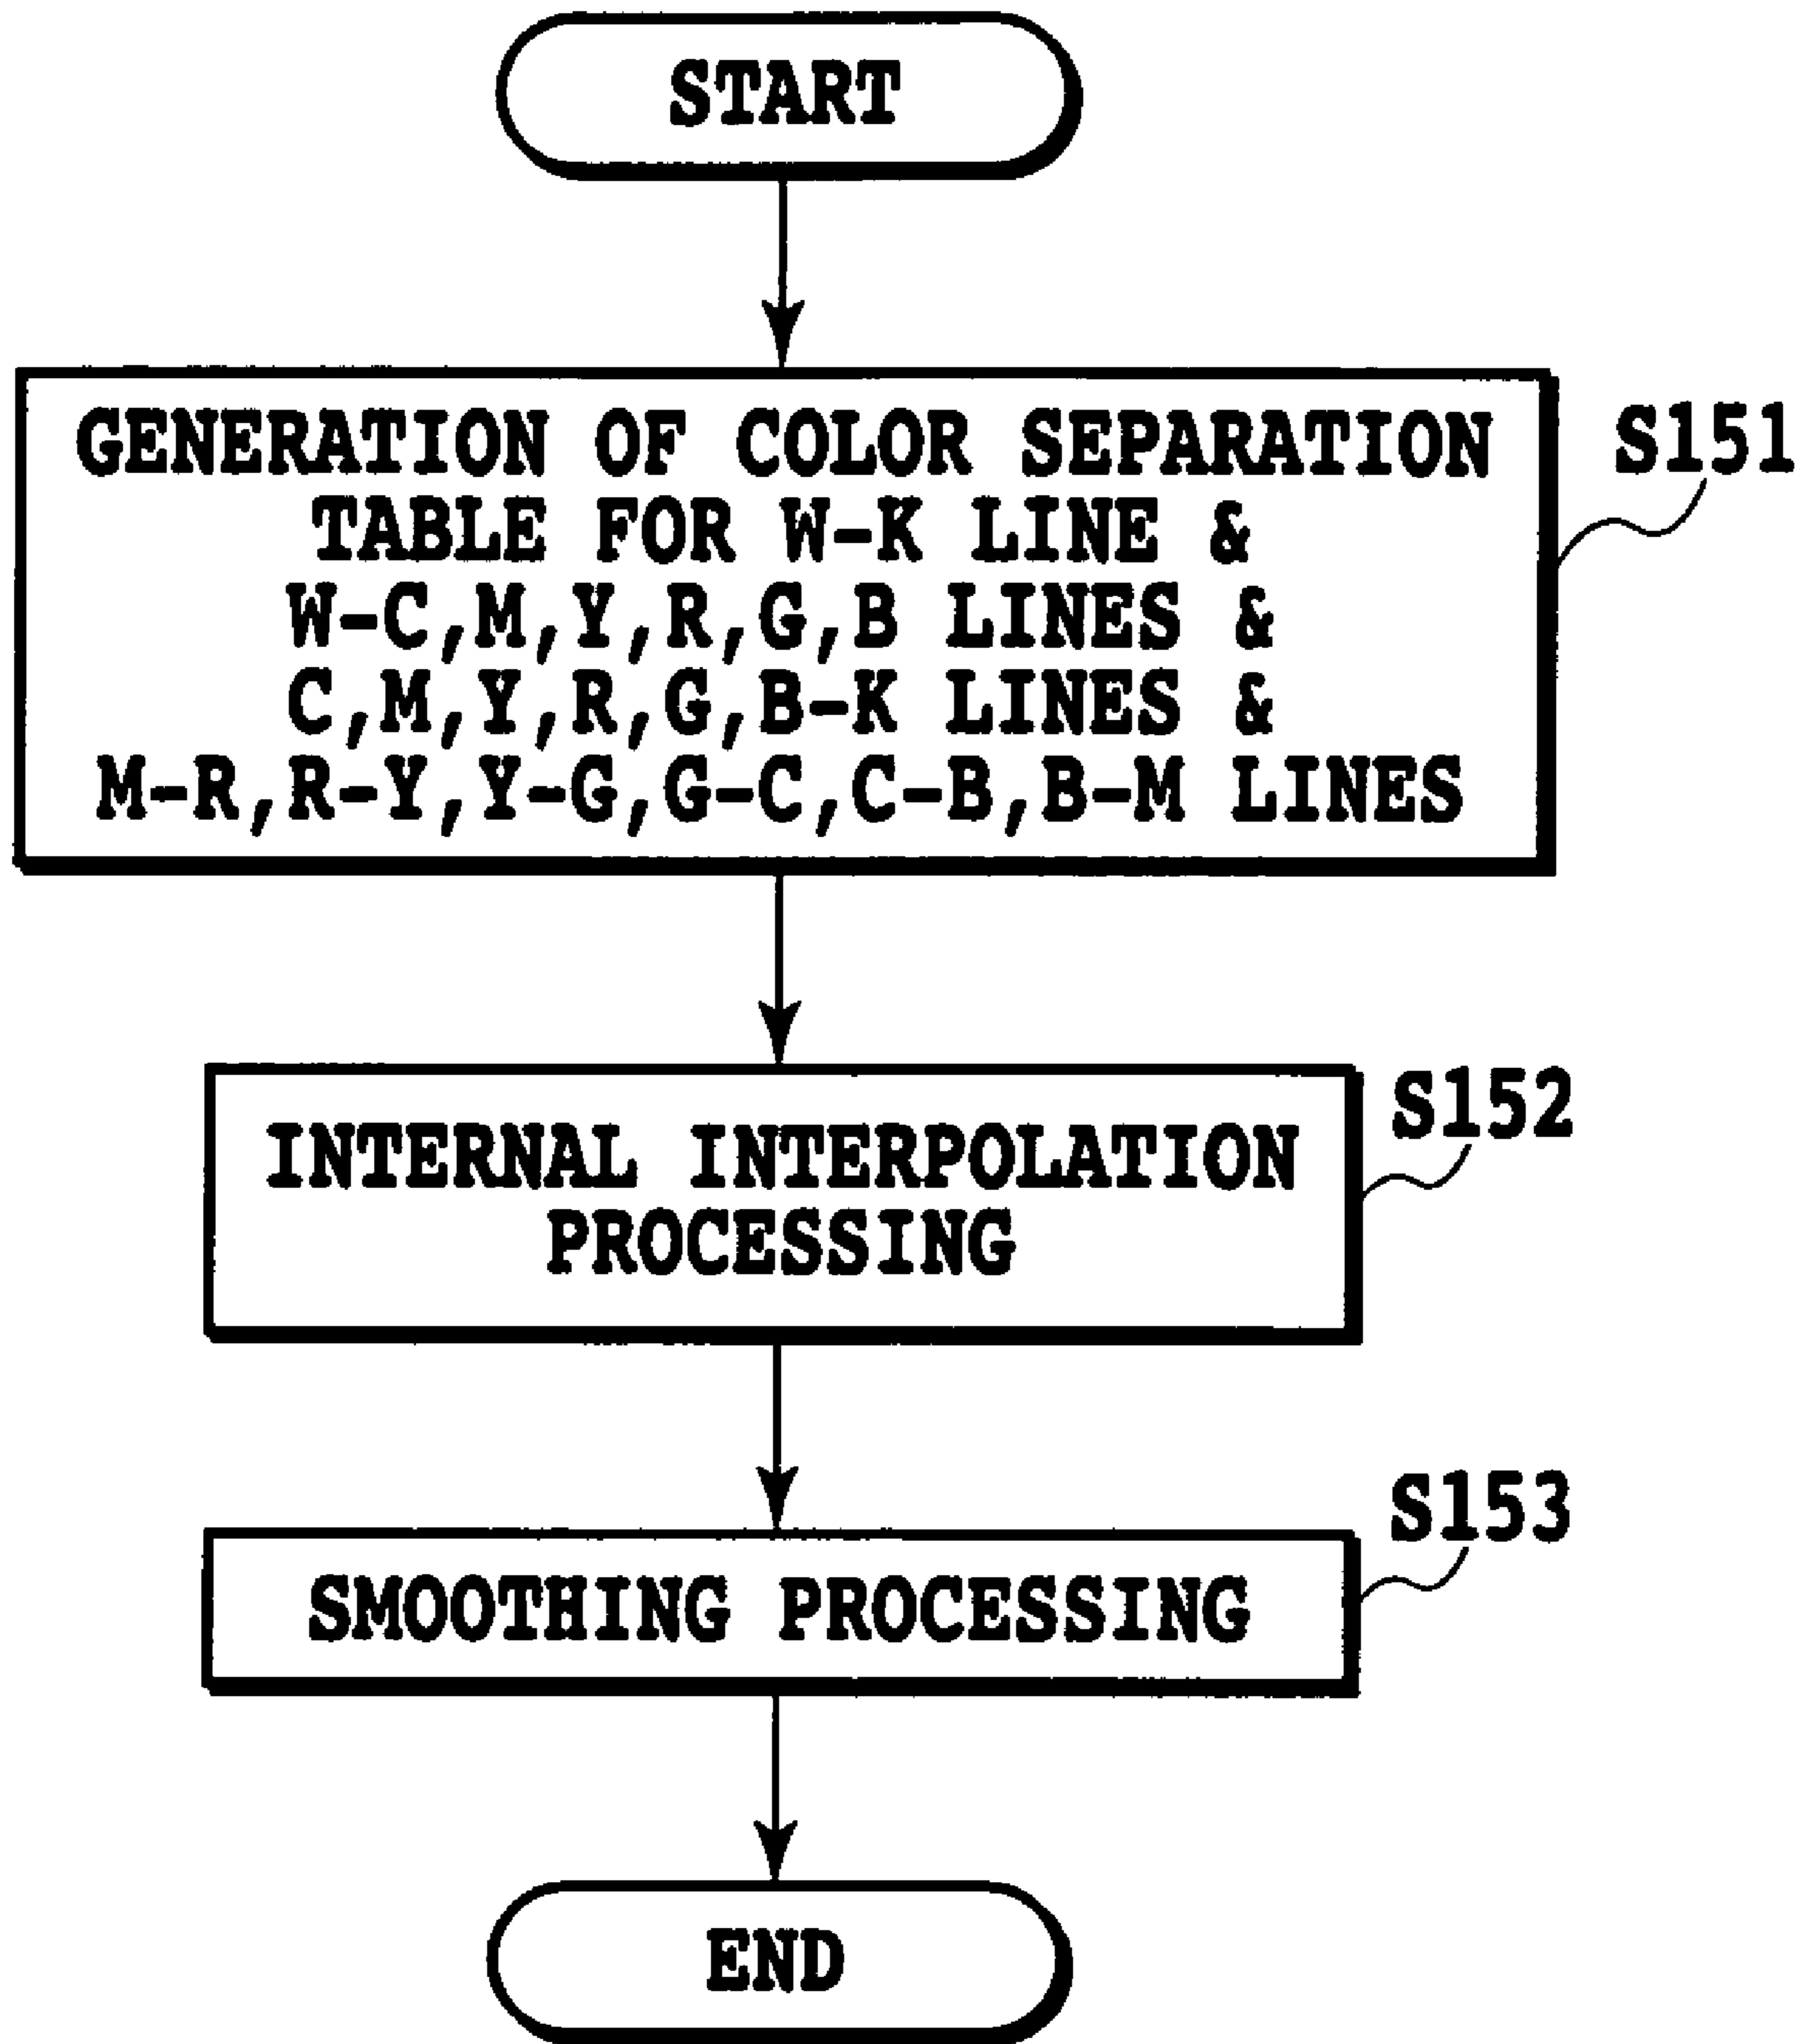 START
GENERATION OF COLOR SEPARATION
TABLE FOR W-K LINE &
W-C,M,Y,R,G,B LINES &
C,M,Y,R,G,B-K LINES &
M-R,R-Y,Y-G,G-C,C-B,B-M LINES
S151
INTERNAL INTERPOLATION
PROCESSING
S152
SMOOTHING PROCESSING
S153
END